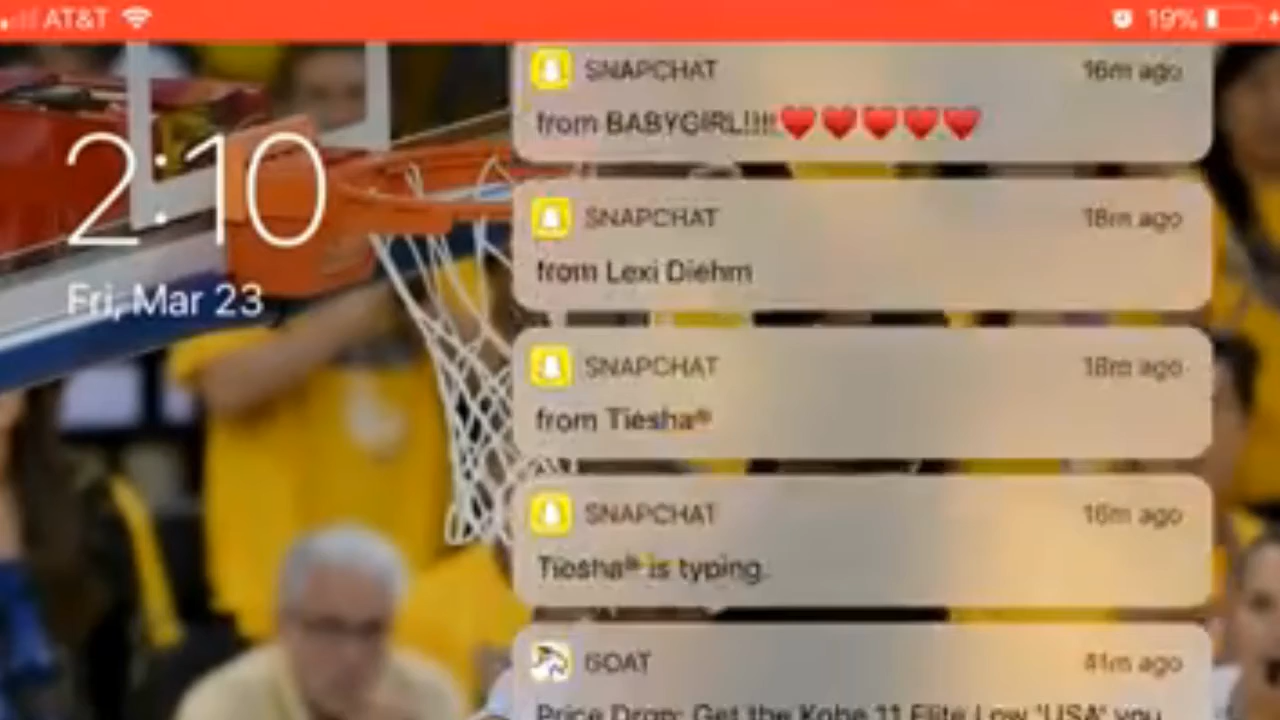 AT&T
19%
2:10
Fri, Mar 23
SNAPCHAT
16m ago
from BABYGIRL!!!!❤️❤️❤️❤️❤️
SNAPCHAT
18m ago
from Lexi Diehm
SNAPCHAT
18m ago
from Tiesha
SNAPCHAT
16m ago
Tiesha is typing.
GOAT
41m ago
Price Drop: Get the Kobe 11 Elite Low 'USA' you